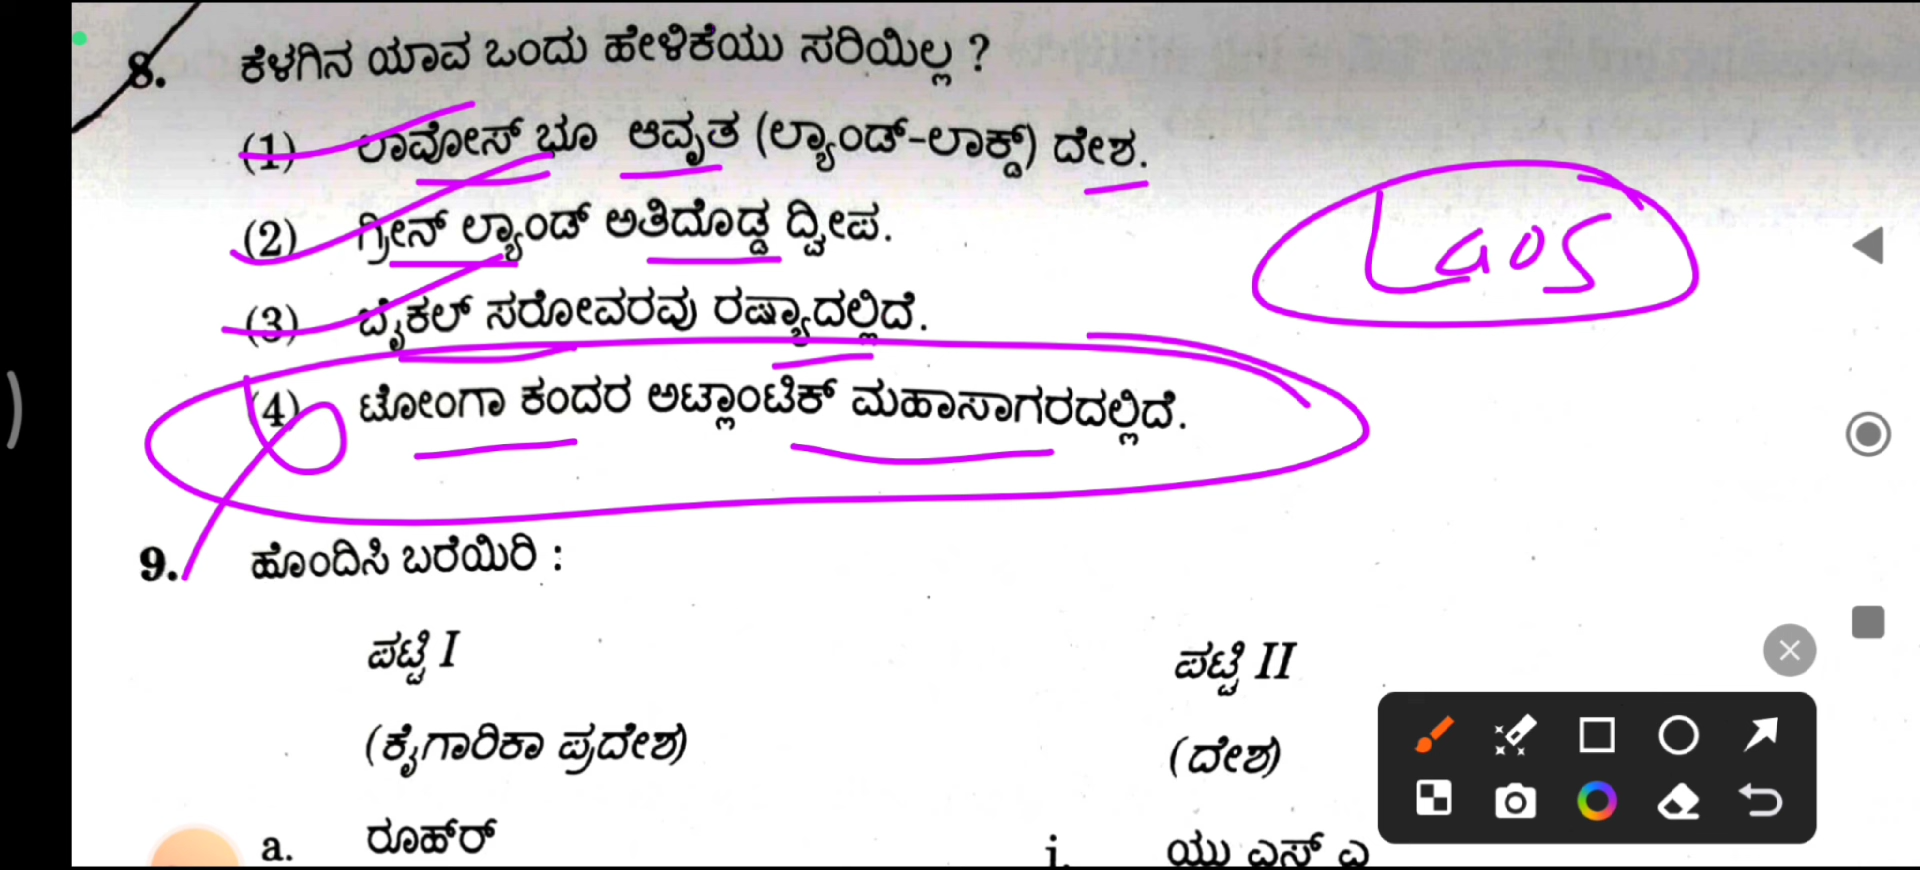 8. ಕೆಳಗಿನ ಯಾವ ಒಂದು ಹೇಳಿಕೆಯು ಸರಿಯಿಲ್ಲ ?
(1) ಲಾವೋಸ್ ಭೂ ಆವೃತ (ಲ್ಯಾಂಡ್-ಲಾಕ್ಡ್) ದೇಶ.
(2) ಗ್ರೀನ್ ಲ್ಯಾಂಡ್ ಅತಿದೊಡ್ಡ ದ್ವೀಪ.
Laos
(3) ಬೈಕಲ್ ಸರೋವರವು ರಷ್ಯಾದಲ್ಲಿದೆ.
(4) ಟೋಂಗಾ ಕಂದರ ಅಟ್ಲಾಂಟಿಕ್ ಮಹಾಸಾಗರದಲ್ಲಿದೆ.
9. ಹೊಂದಿಸಿ ಬರೆಯಿರಿ :
ಪಟ್ಟಿ I ಪಟ್ಟಿ II
(ಕೈಗಾರಿಕಾ ಪ್ರದೇಶ) (ದೇಶ)
a. ರೂಹ್‌ರ್ i. ಯು ಎಸ್ ಎ